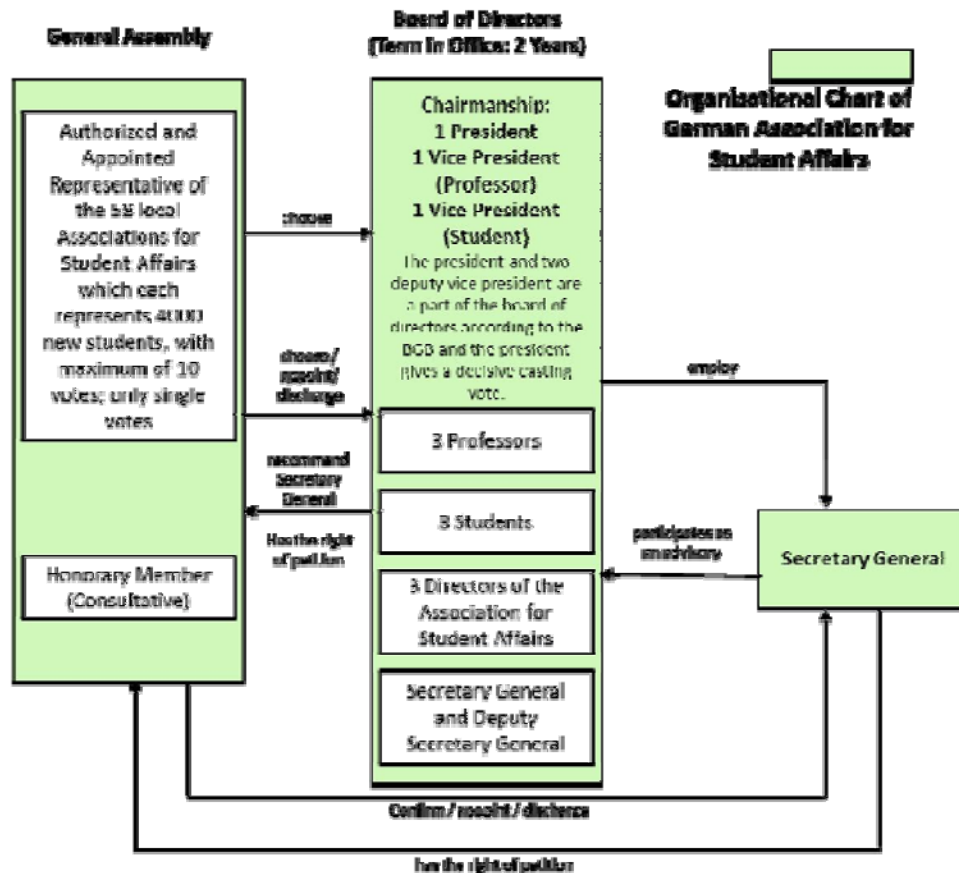 General Assembly
Authorized and
Appointed
Representative of
the 58 local
Associations for
Student Affairs
which each
represents 4000
new students, with
maximum of 10
votes; only single
votes
Honorary Member
(Consultative)
choose
choose/
appoint/
discharge
recommand
Secretary
General
Has the right
of petition
Board of Directors
(Term in Office: 2 Years)
Chairmanship:
1 President
1 Vice President
(Professor)
1 Vice President
(Student)
The president and two
deputy vice president are
a part of the board of
directors according to the
BGB and the president
gives a decisive casting
vote.
3 Professors
3 Students
3 Directors of the
Association for
Student Affairs
Secretary General
and Deputy
Secretary General
Organisational Chart of
German Association for
Student Affairs
employ
participates as
an advisory
Secretary General
Confirm / appoint / discharge
has the right of petition